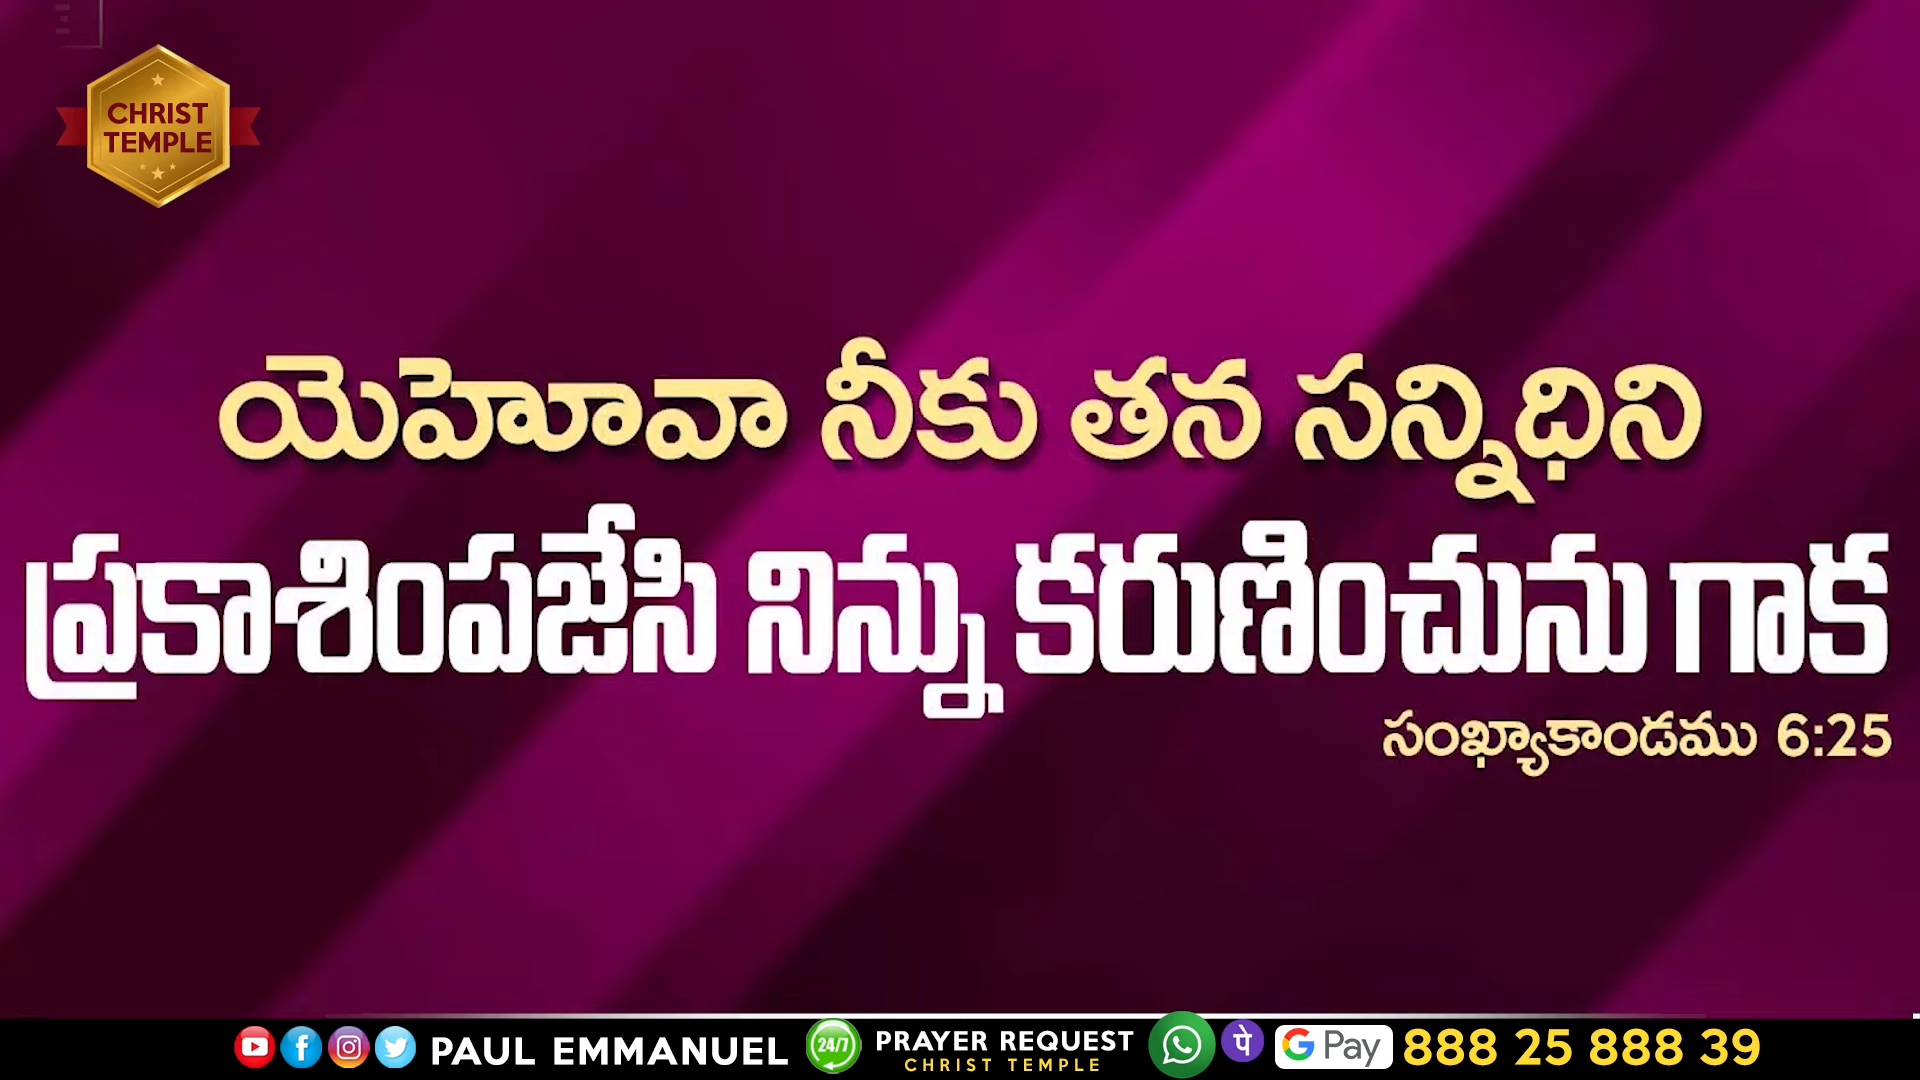 CHRIST
TEMPLE
యెహోవా నీకు తన సన్నిధిని
ప్రకాశింపజేసి నిన్ను కరుణించును గాక
సంఖ్యాకాండము 6:25
PAUL EMMANUEL
24/7
PRAYER REQUEST
CHRIST TEMPLE
पे
G Pay
888 25 888 39